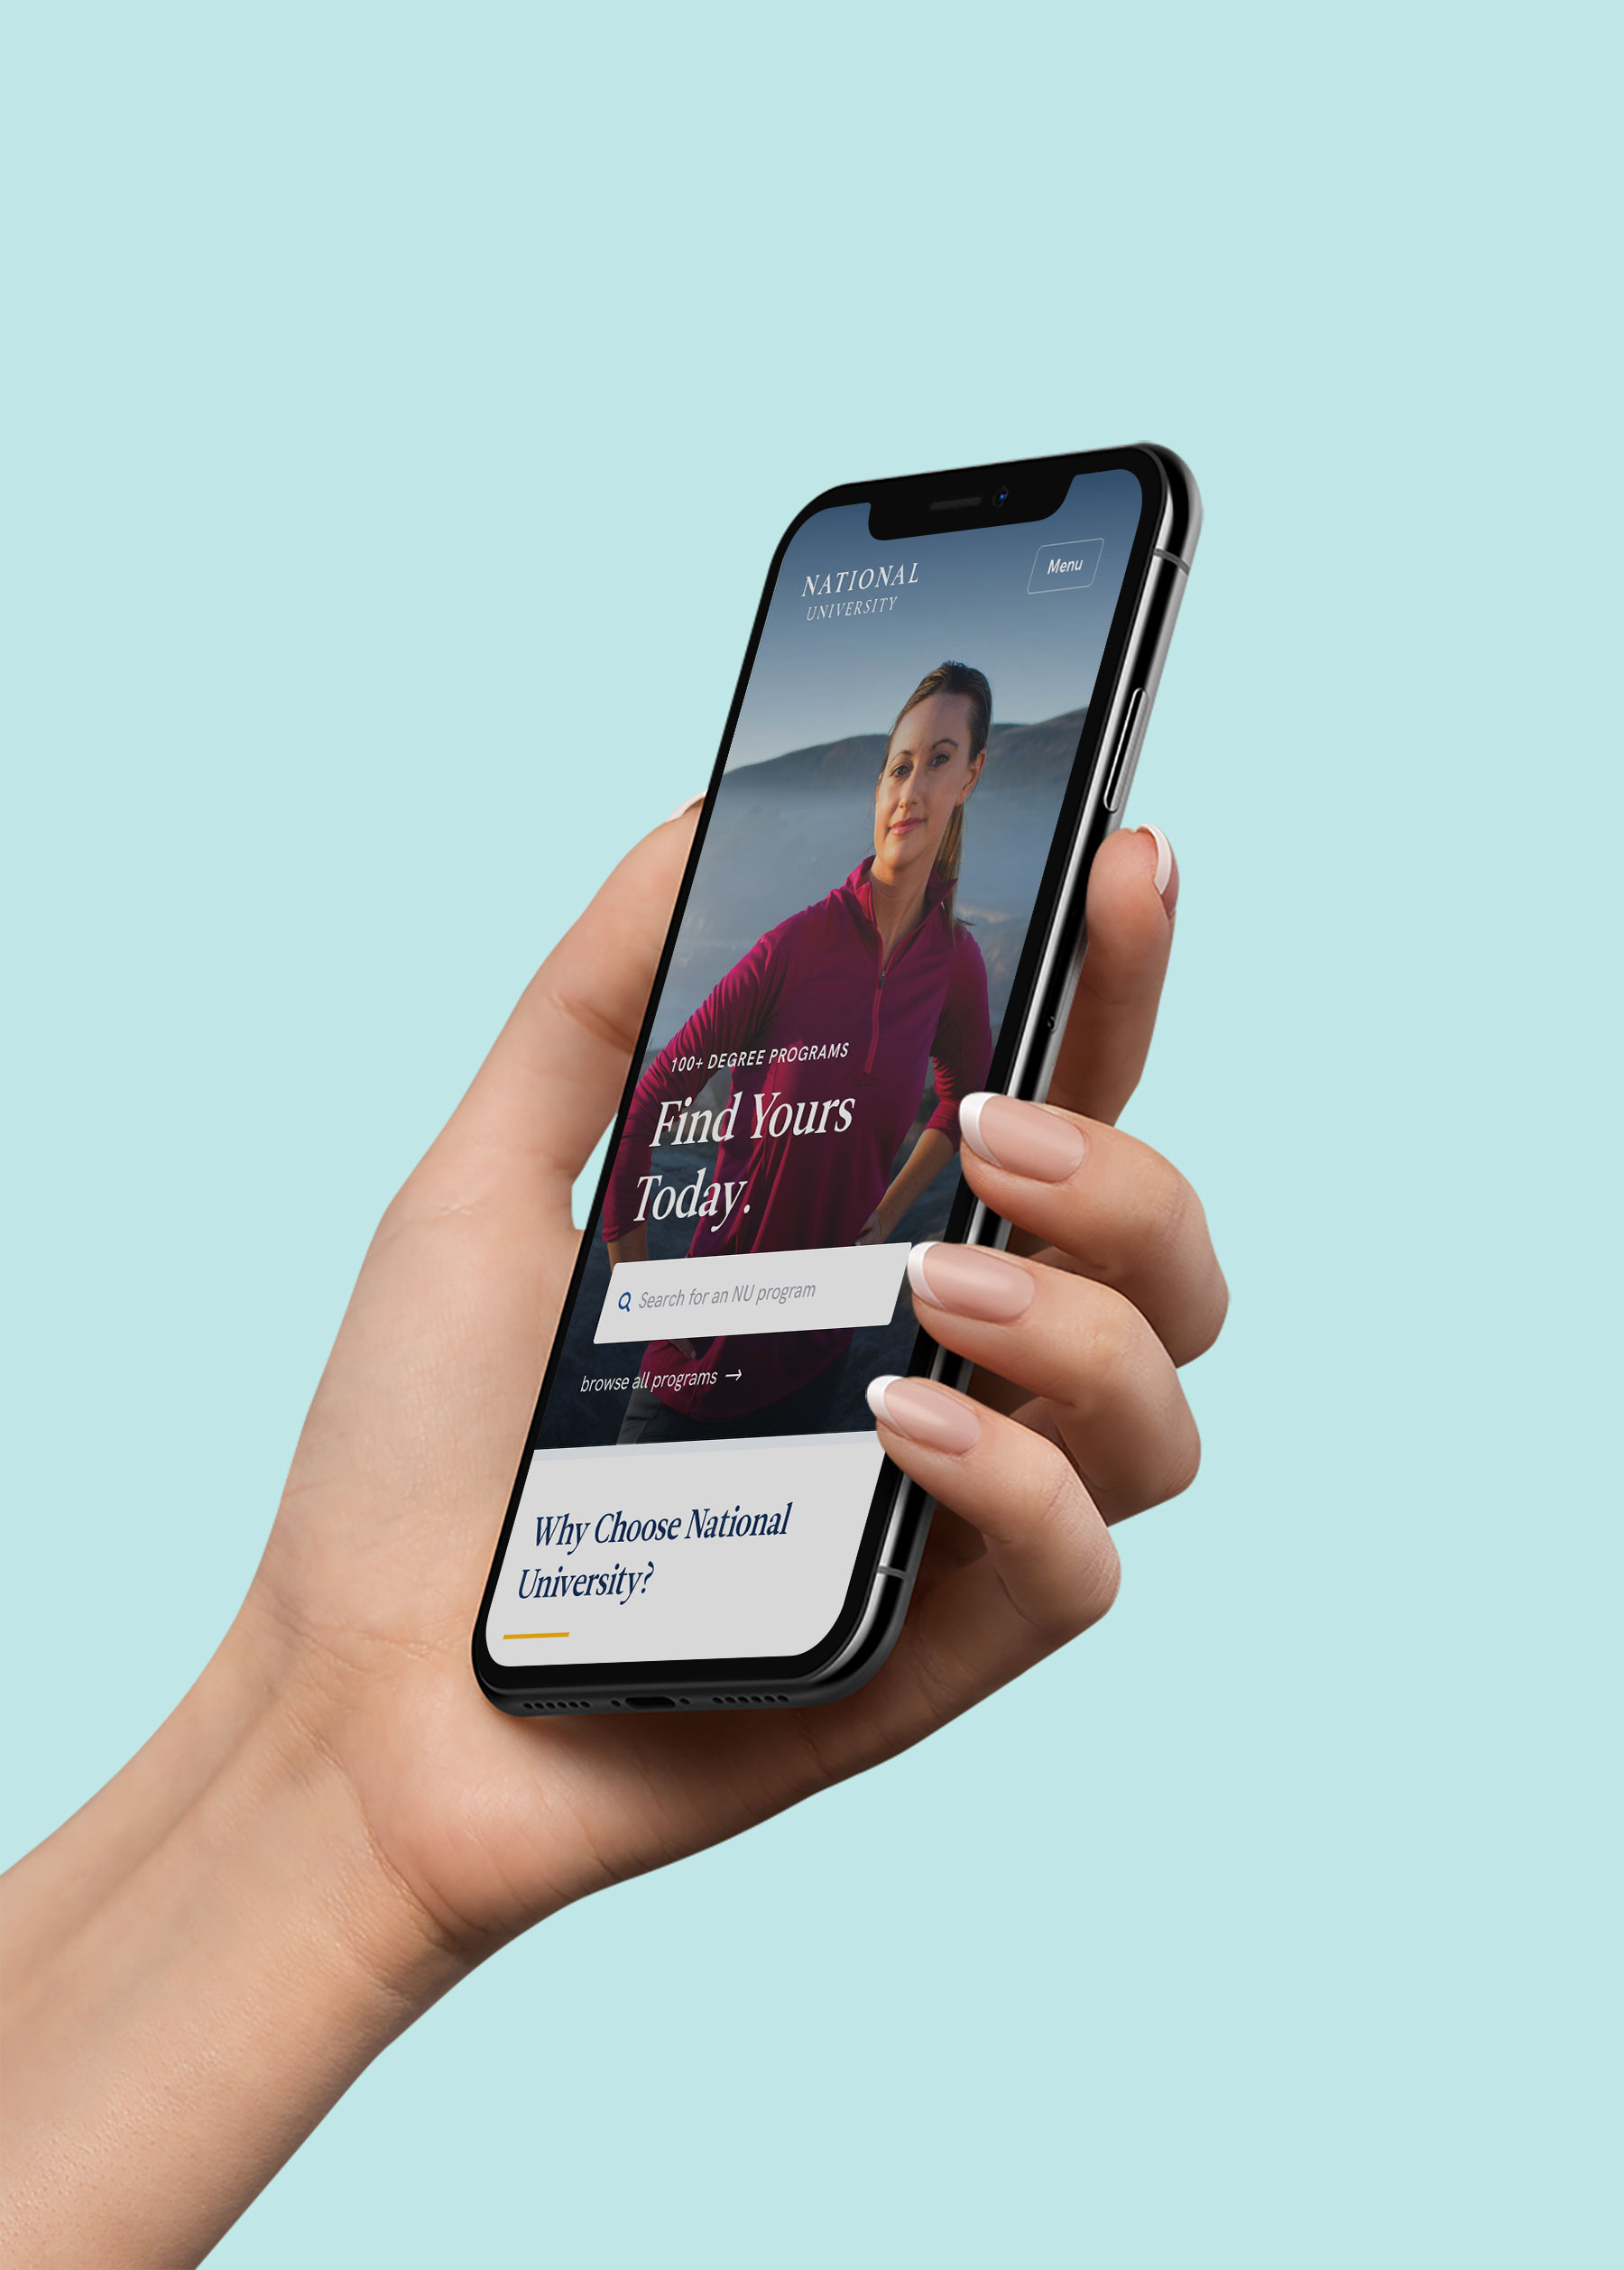 NATIONAL
UNIVERSITY
Menu
100+ DEGREE PROGRAMS
Find Yours
Today.
Search for an NU program
browse all programs →
Why Choose National
University?